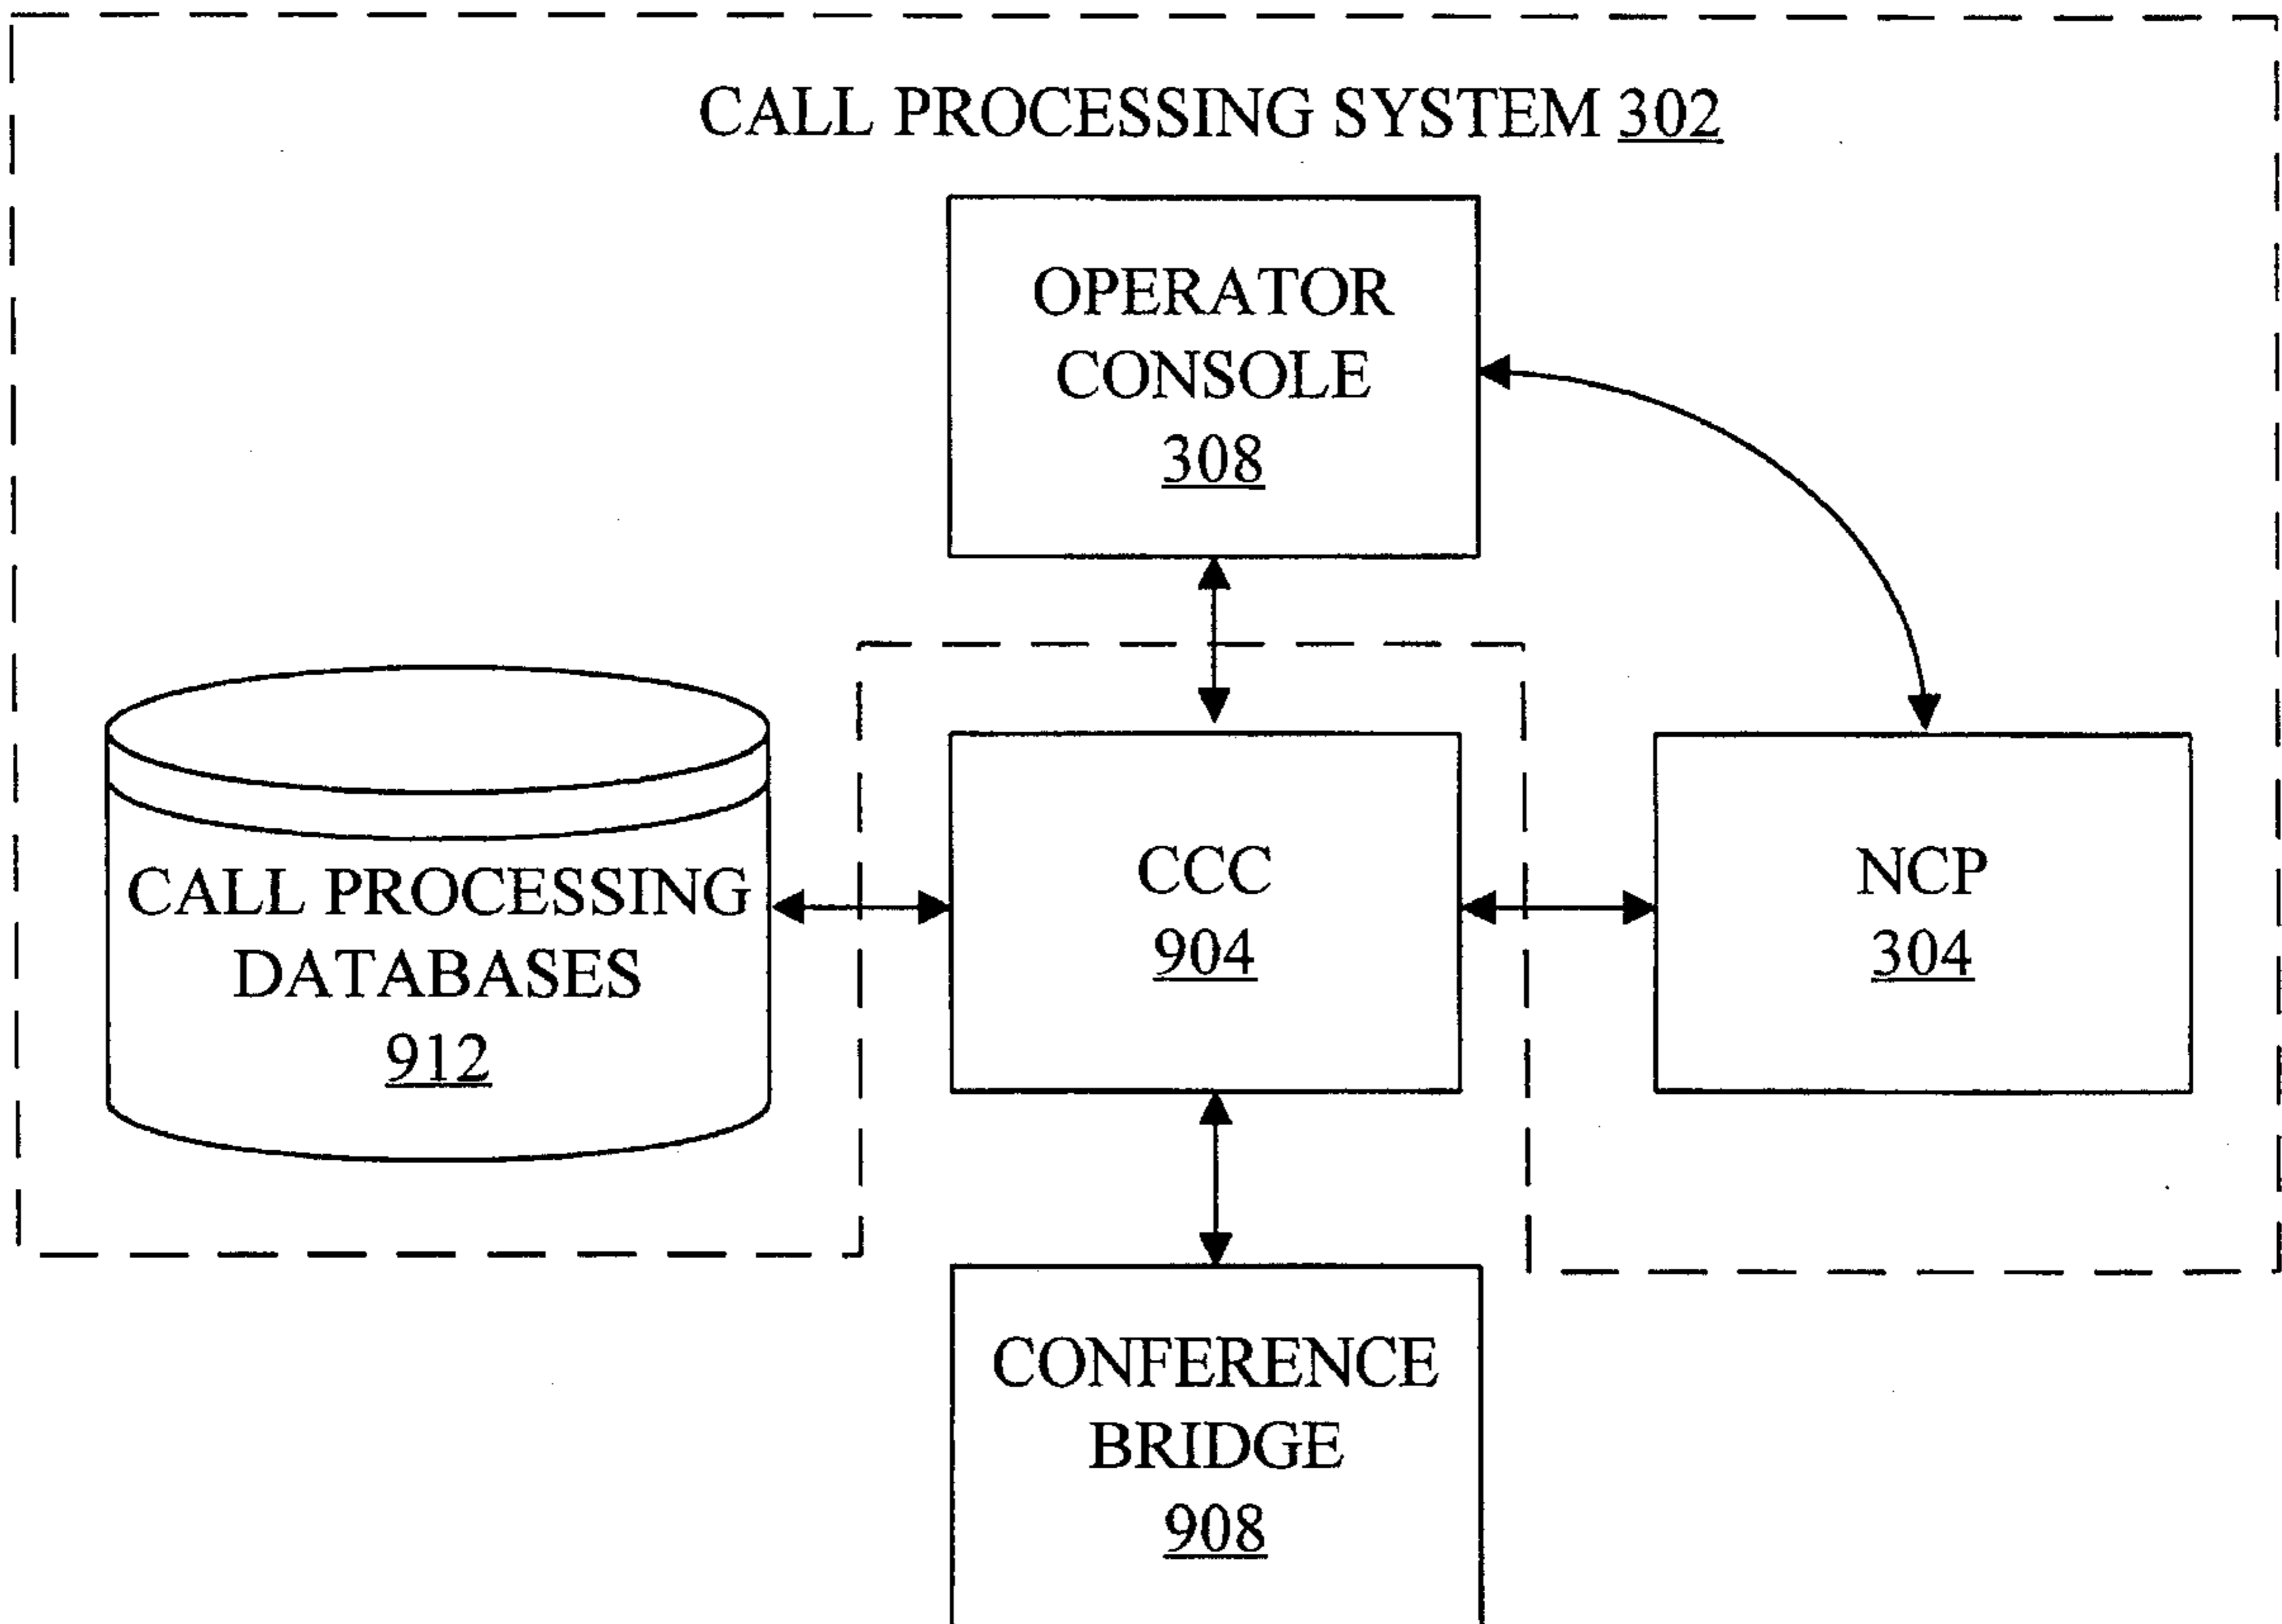 CALL PROCESSING SYSTEM 302
OPERATOR
CONSOLE
308
CALL PROCESSING
DATABASES
912
CCC
904
NCP
304
CONFERENCE
BRIDGE
908